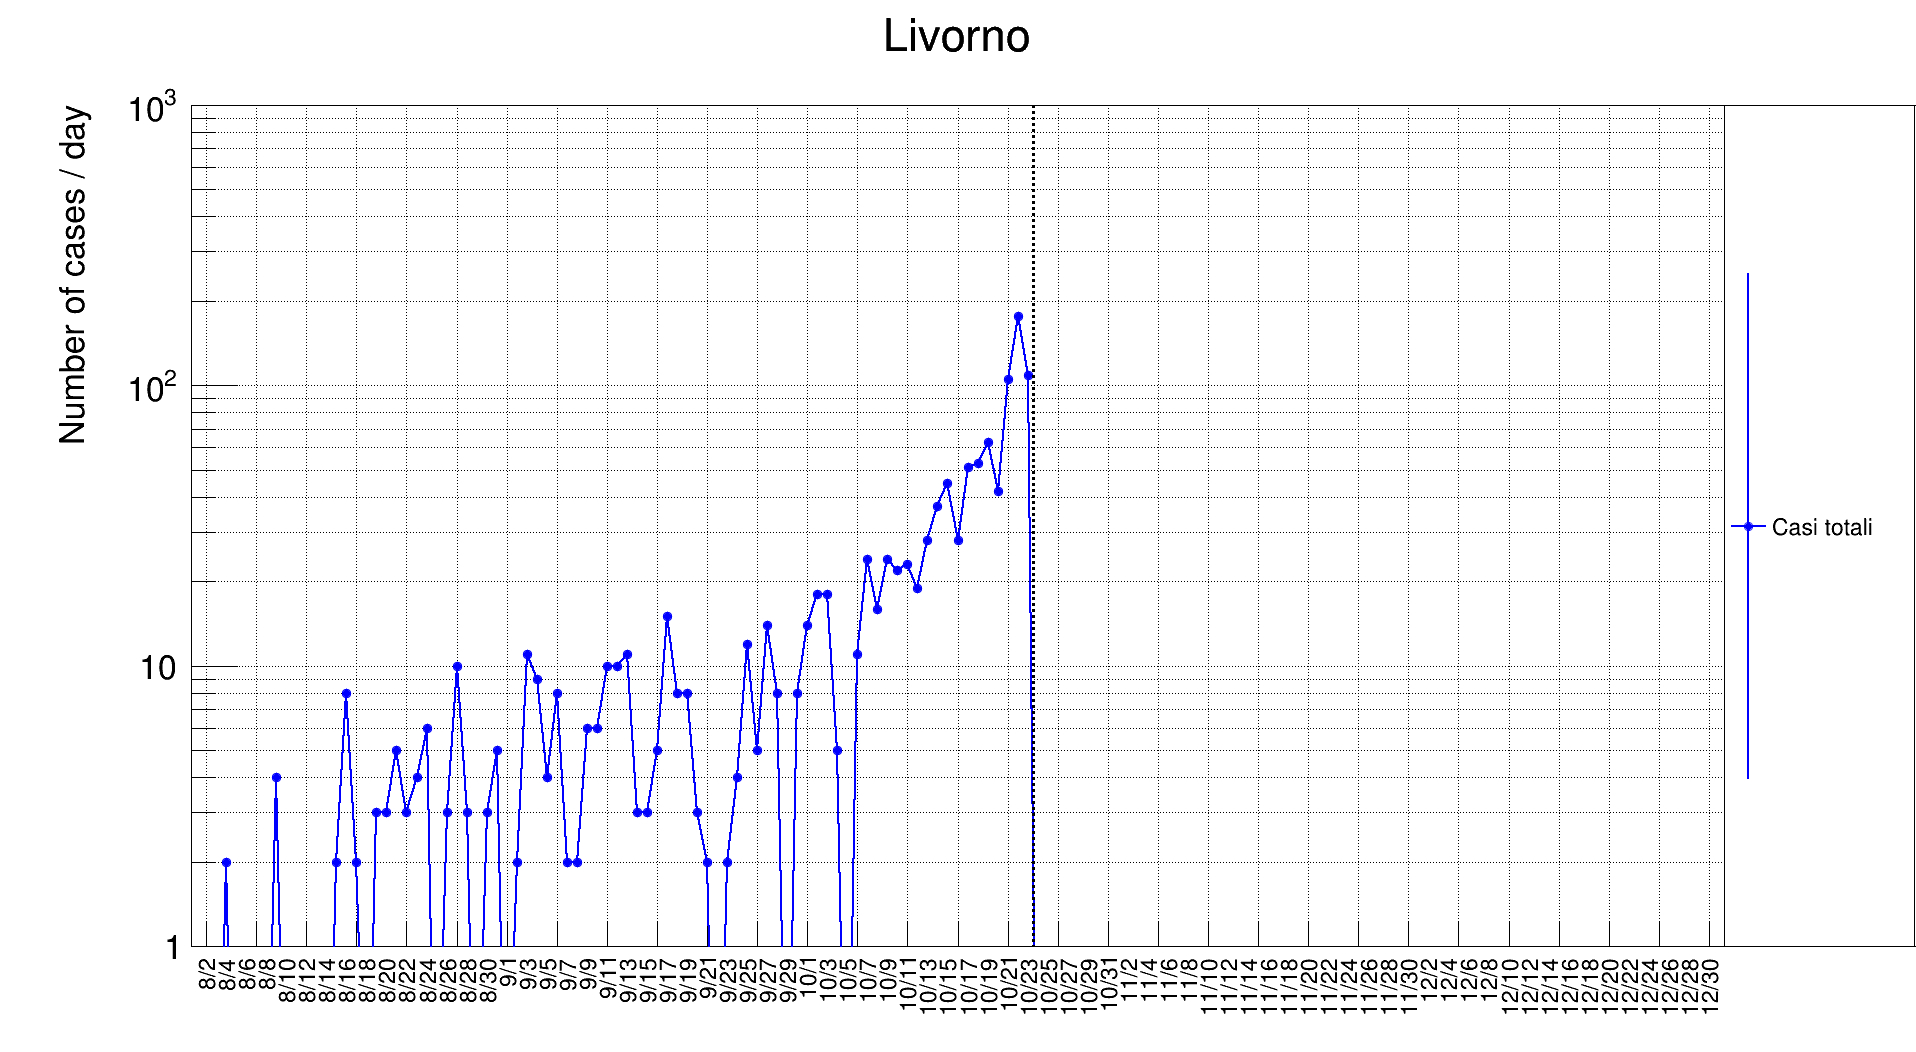 Livorno
Number of cases / day
10³
10²
10
1
8/2 8/4 8/6 8/8 8/10 8/12 8/14 8/16 8/18 8/20 8/22 8/24 8/26 8/28 8/30 9/1 9/3 9/5 9/7 9/9 9/11 9/13 9/15 9/17 9/19 9/21 9/23 9/25 9/27 9/29 10/1 10/3 10/5 10/7 10/9 10/11 10/13 10/15 10/17 10/19 10/21 10/23 10/25 10/27 10/29 10/31 11/2 11/4 11/6 11/8 11/10 11/12 11/14 11/16 11/18 11/20 11/22 11/24 11/26 11/28 11/30 12/2 12/4 12/6 12/8 12/10 12/12 12/14 12/16 12/18 12/20 12/22 12/24 12/26 12/28 12/30
Casi totali